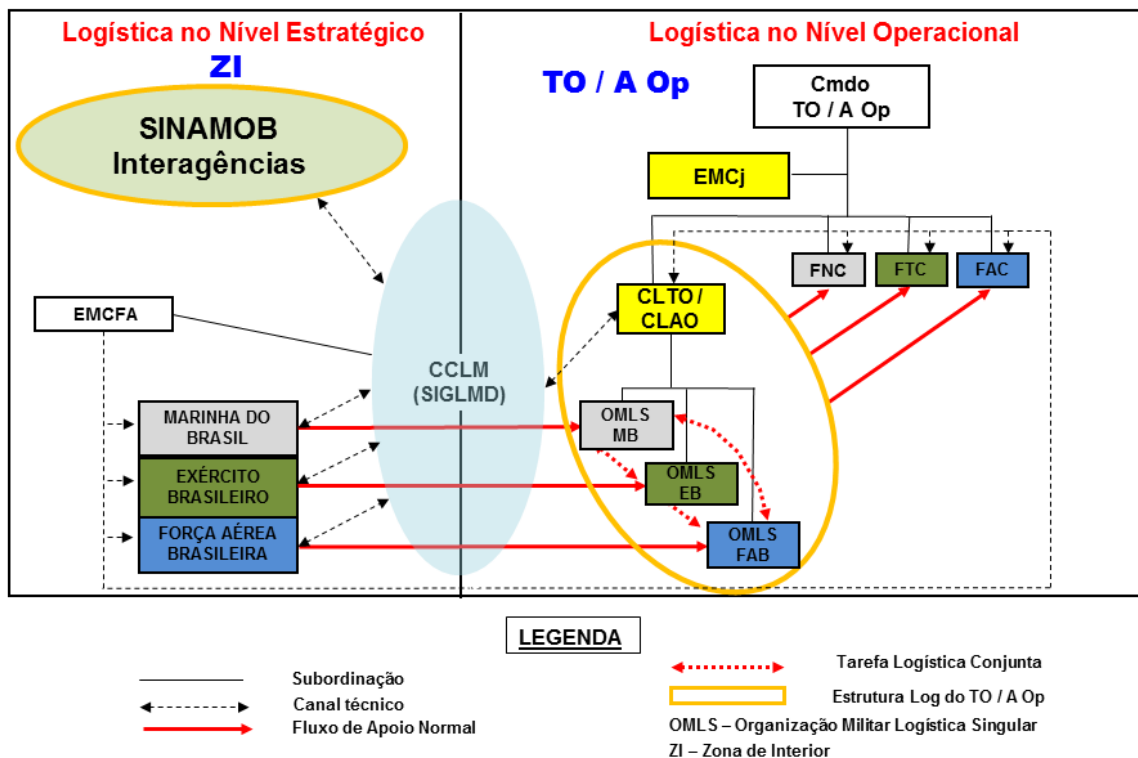 Logística no Nível Estratégico
ZI
SINAMOB
Interagências
EMCFA
MARINHA DO
BRASIL
EXÉRCITO
BRASILEIRO
FORÇA AÉREA
BRASILEIRA
CCLM
(SIGLMD)
Logística no Nível Operacional
TO / A Op
Cmdo
TO / A Op
EMCj
FNC
FTC
FAC
CLTO /
CLAO
OMLS
MB
OMLS
EB
OMLS
FAB
LEGENDA
Subordinação
Canal técnico
Fluxo de Apoio Normal
Tarefa Logística Conjunta
Estrutura Log do TO / A Op
OMLS – Organização Militar Logística Singular
ZI – Zona de Interior